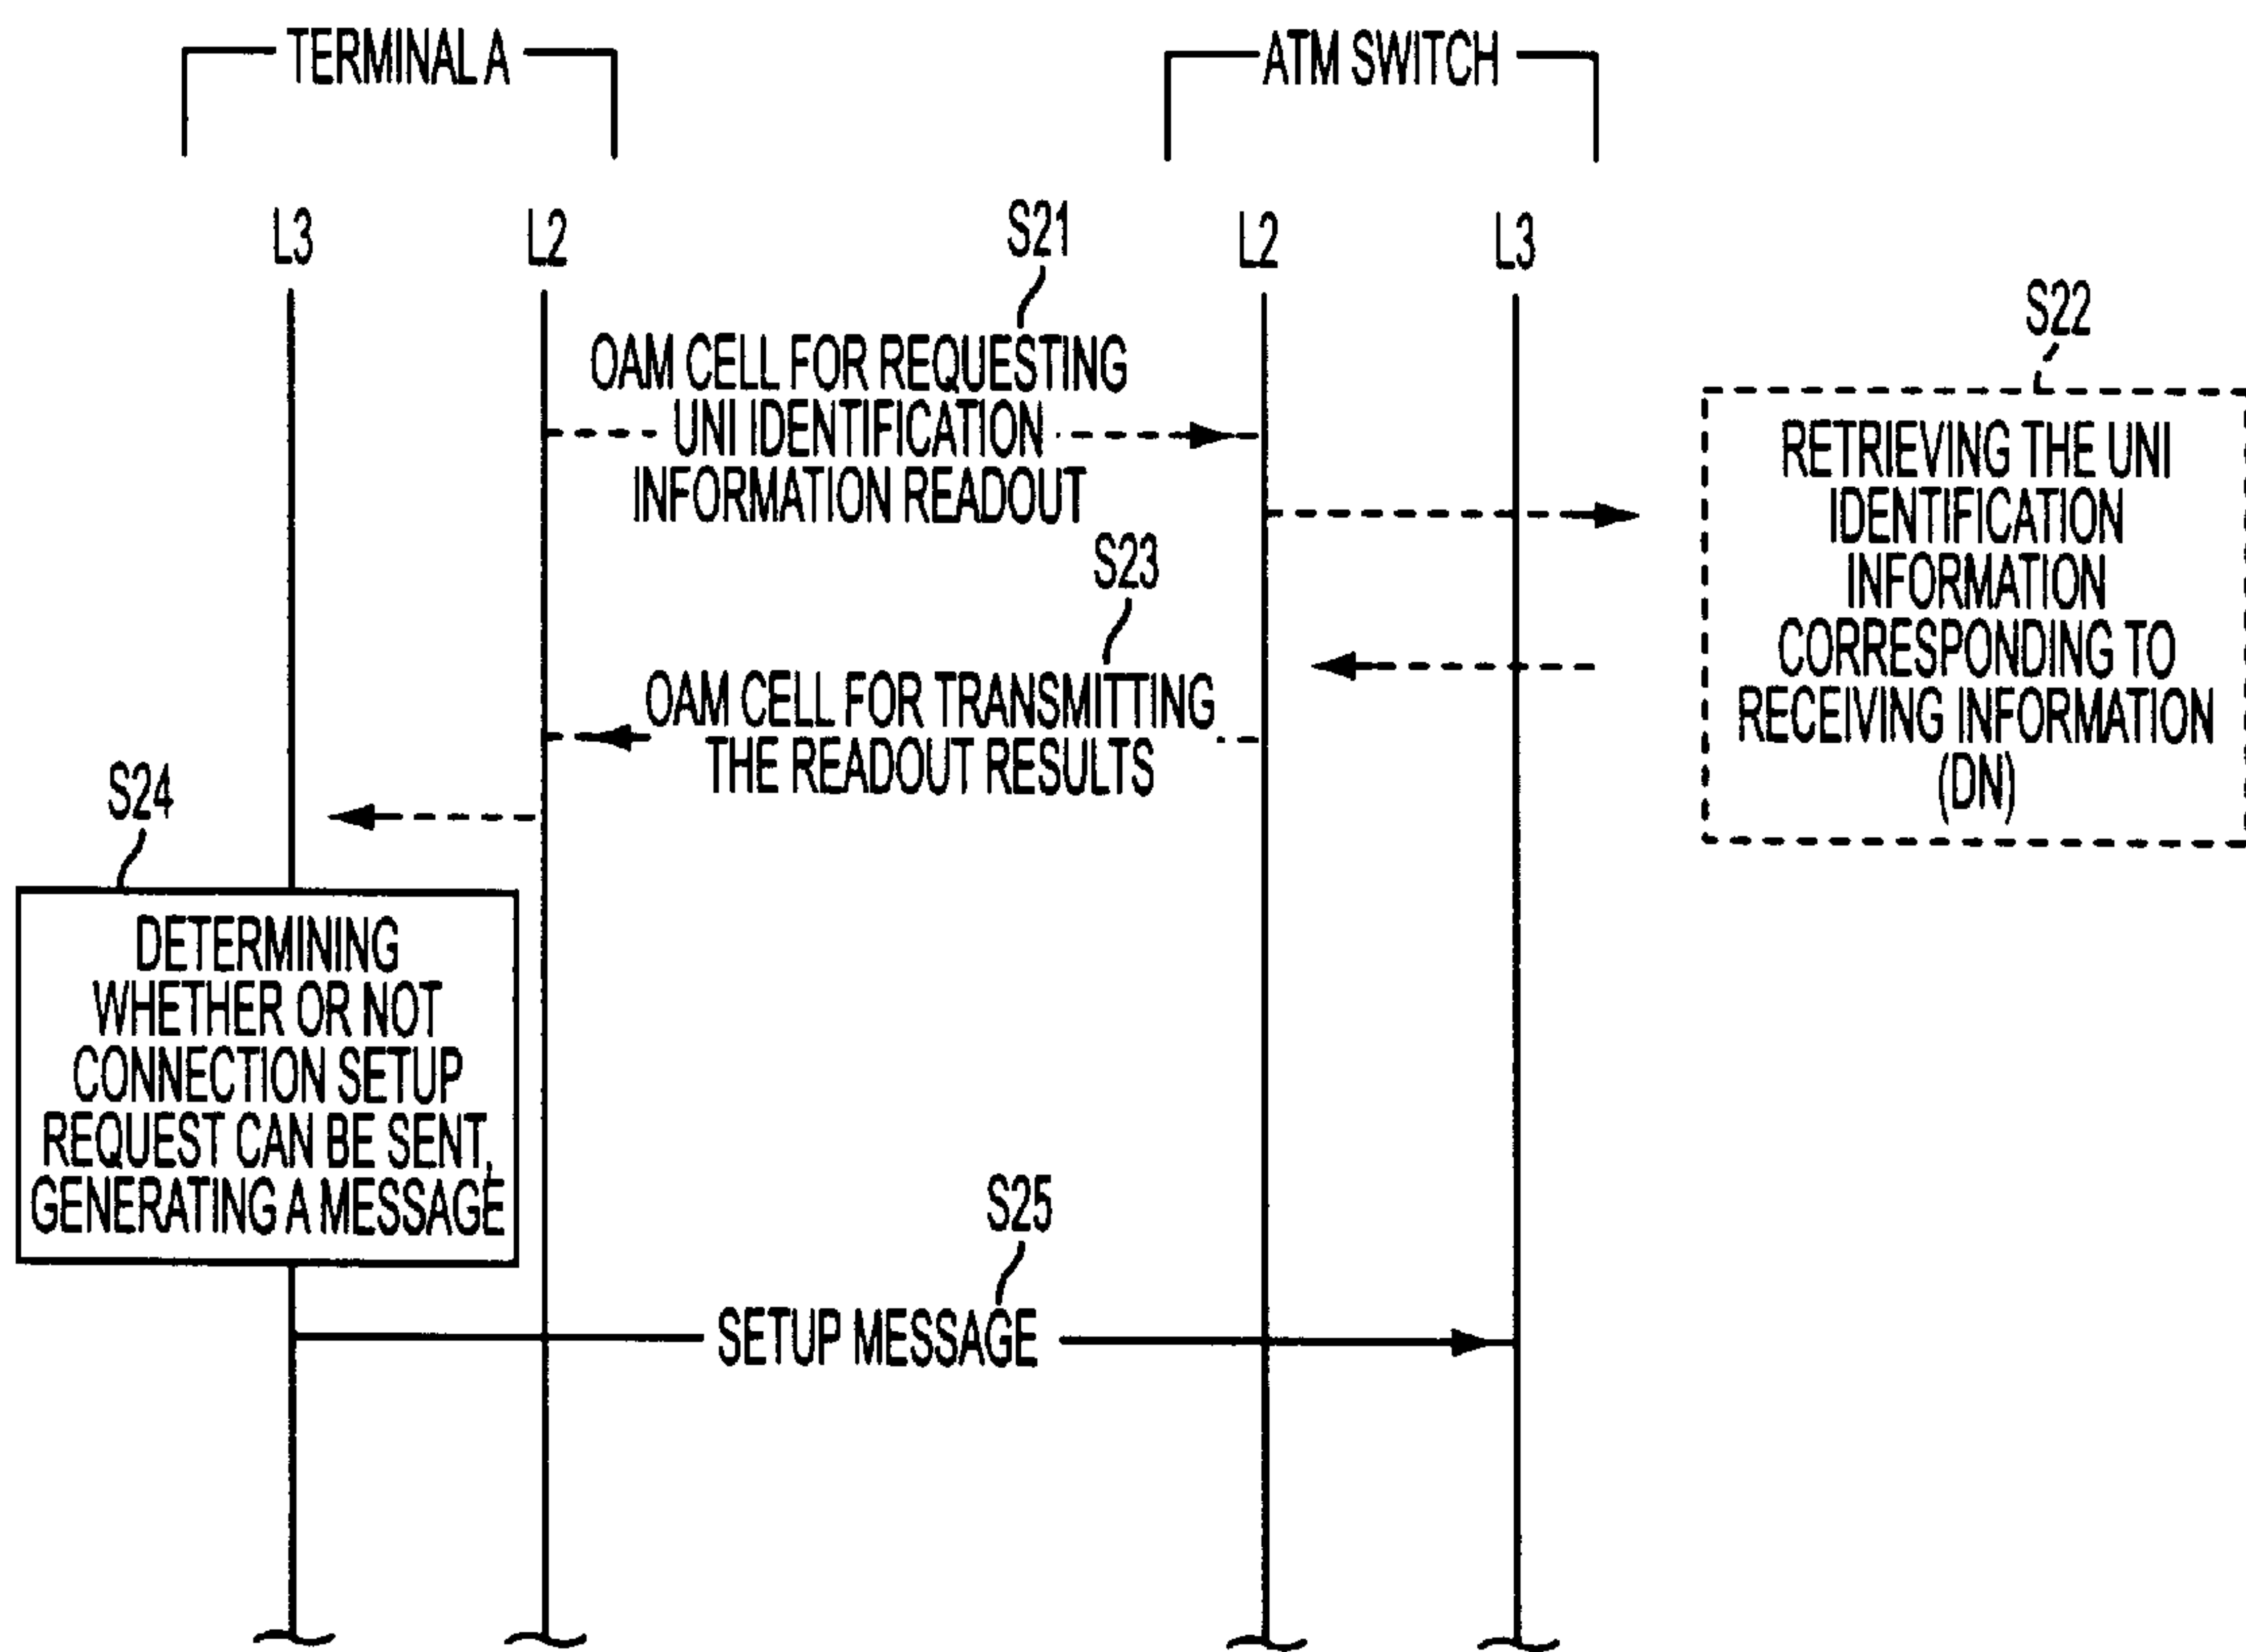 TERMINAL A
ATM SWITCH
L3
L2
S21
L2
L3
S22
OAM CELL FOR REQUESTING
UNI IDENTIFICATION
INFORMATION READOUT
RETRIEVING THE UNI
IDENTIFICATION
INFORMATION
CORRESPONDING TO
RECEIVING INFORMATION
(DN)
S23
OAM CELL FOR TRANSMITTING
THE READOUT RESULTS
S24
DETERMINING
WHETHER OR NOT
CONNECTION SETUP
REQUEST CAN BE SENT,
GENERATING A MESSAGE
S25
SETUP MESSAGE